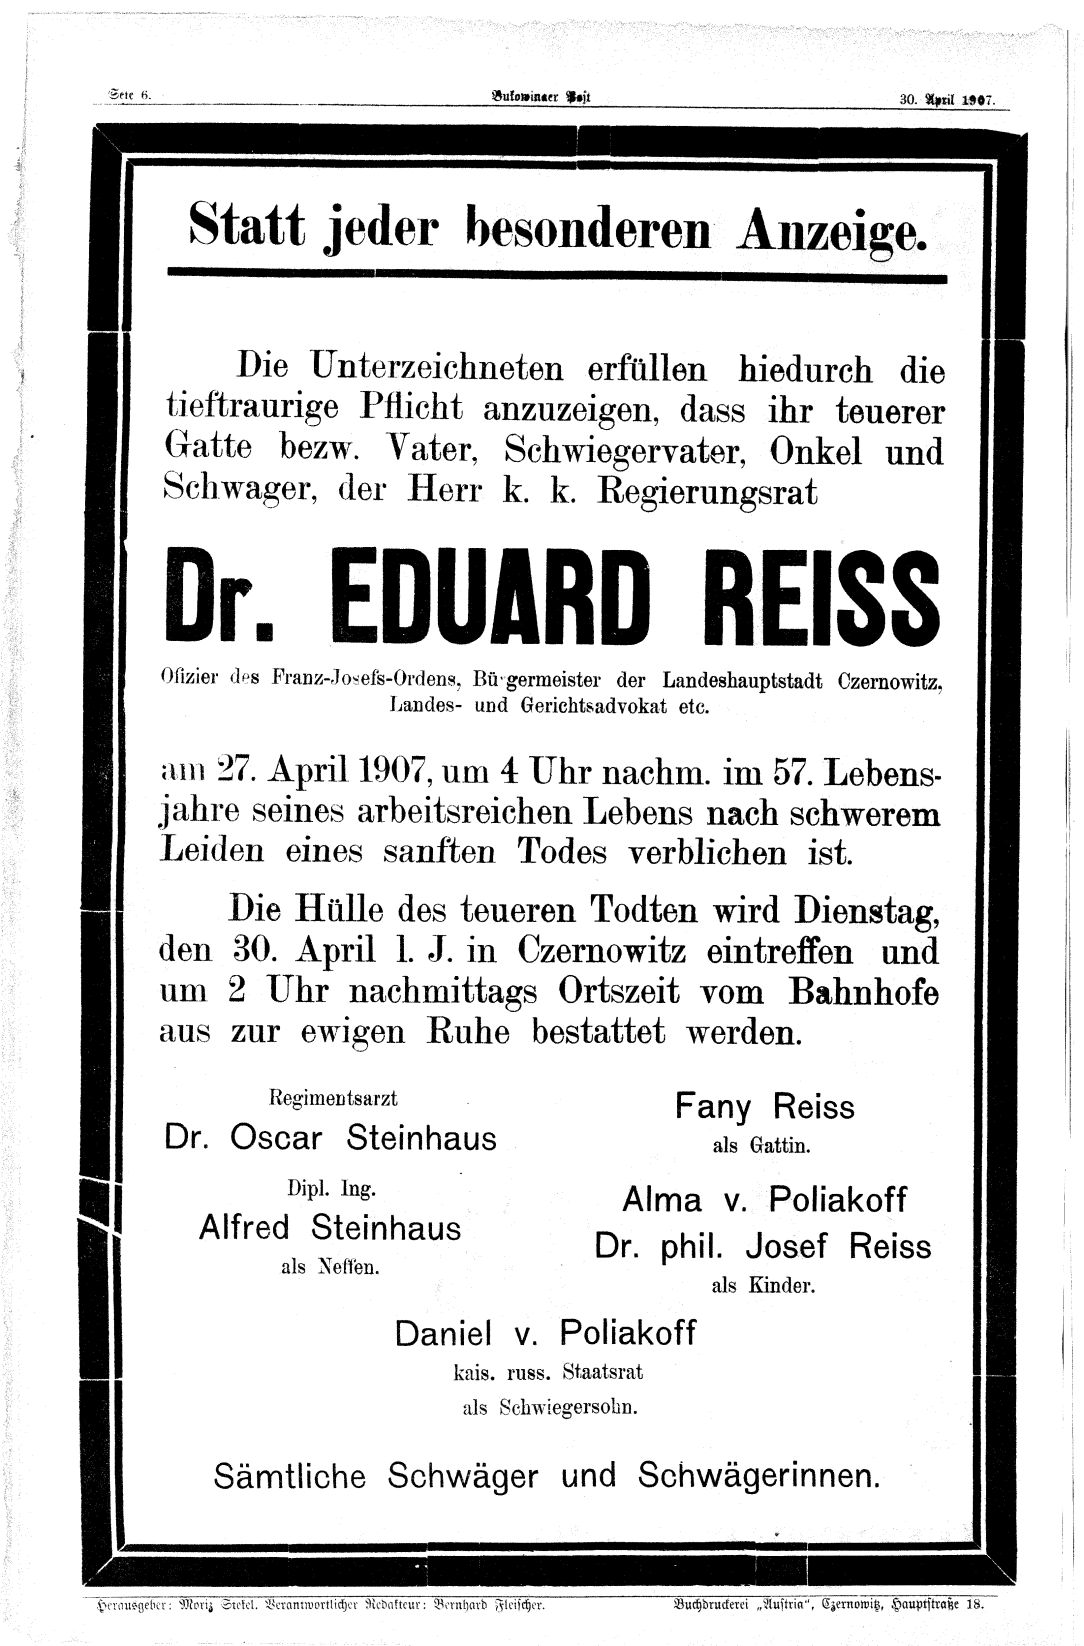 Seite 6.
Bukowinaer Post
30. April 1907.
Statt jeder besonderen Anzeige.
Die Unterzeichneten erfüllen hiedurch die
tieftraurige Pflicht anzuzeigen, dass ihr teuerer
Gatte bezw. Vater, Schwiegervater, Onkel und
Schwager, der Herr k. k. Regierungsrat
Dr. EDUARD REISS
Ofizier des Franz-Josefs-Ordens, Bürgermeister der Landeshauptstadt Czernowitz,
Landes- und Gerichtsadvokat etc.
am 27. April 1907, um 4 Uhr nachm. im 57. Lebens-
jahre seines arbeitsreichen Lebens nach schwerem
Leiden eines sanften Todes verblichen ist.
Die Hülle des teueren Todten wird Dienstag,
den 30. April l. J. in Czernowitz eintreffen und
um 2 Uhr nachmittags Ortszeit vom Bahnhofe
aus zur ewigen Ruhe bestattet werden.
Regimentsarzt
Dr. Oscar Steinhaus
Dipl. Ing.
Alfred Steinhaus
als Neffen.
Fany Reiss
als Gattin.
Alma v. Poliakoff
Dr. phil. Josef Reiss
als Kinder.
Daniel v. Poliakoff
kais. russ. Staatsrat
als Schwiegersohn.
Sämtliche Schwäger und Schwägerinnen.
Herausgeber: Moriz Stekel. Verantwortlicher Redakteur: Bernhard Fleischer.
Buchdruckerei „Austria“, Czernowitz, Hauptstraße 18.